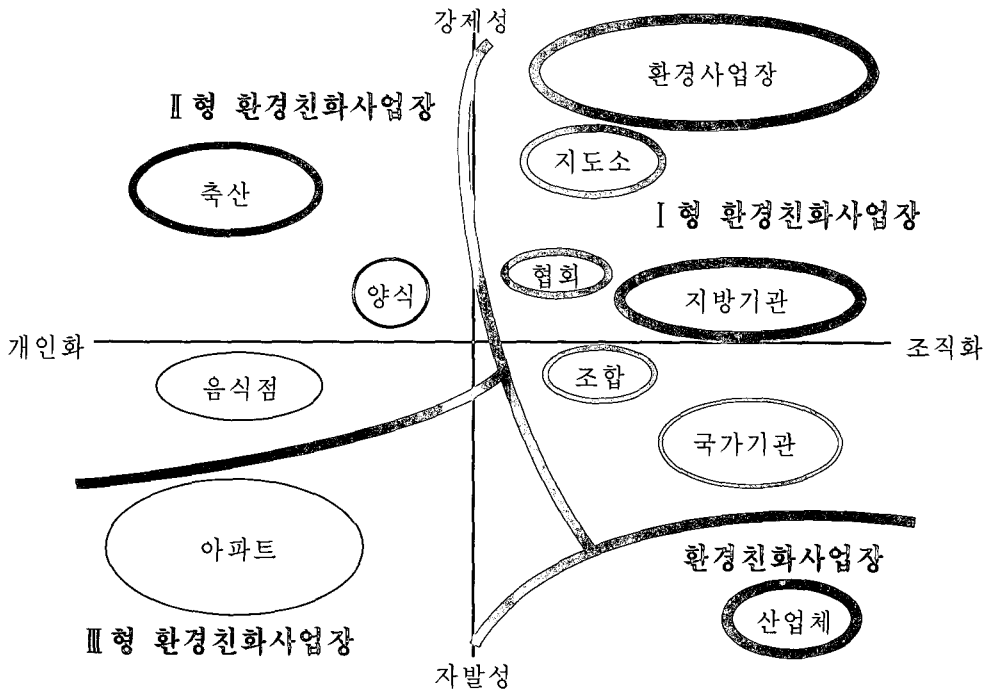 강제성
환경사업장
Ⅱ형 환경친화사업장
지도소
축산
Ⅰ형 환경친화사업장
협회
양식
지방기관
개인화
조직화
음식점
조합
국가기관
아파트
환경친화사업장
산업체
Ⅲ형 환경친화사업장
자발성